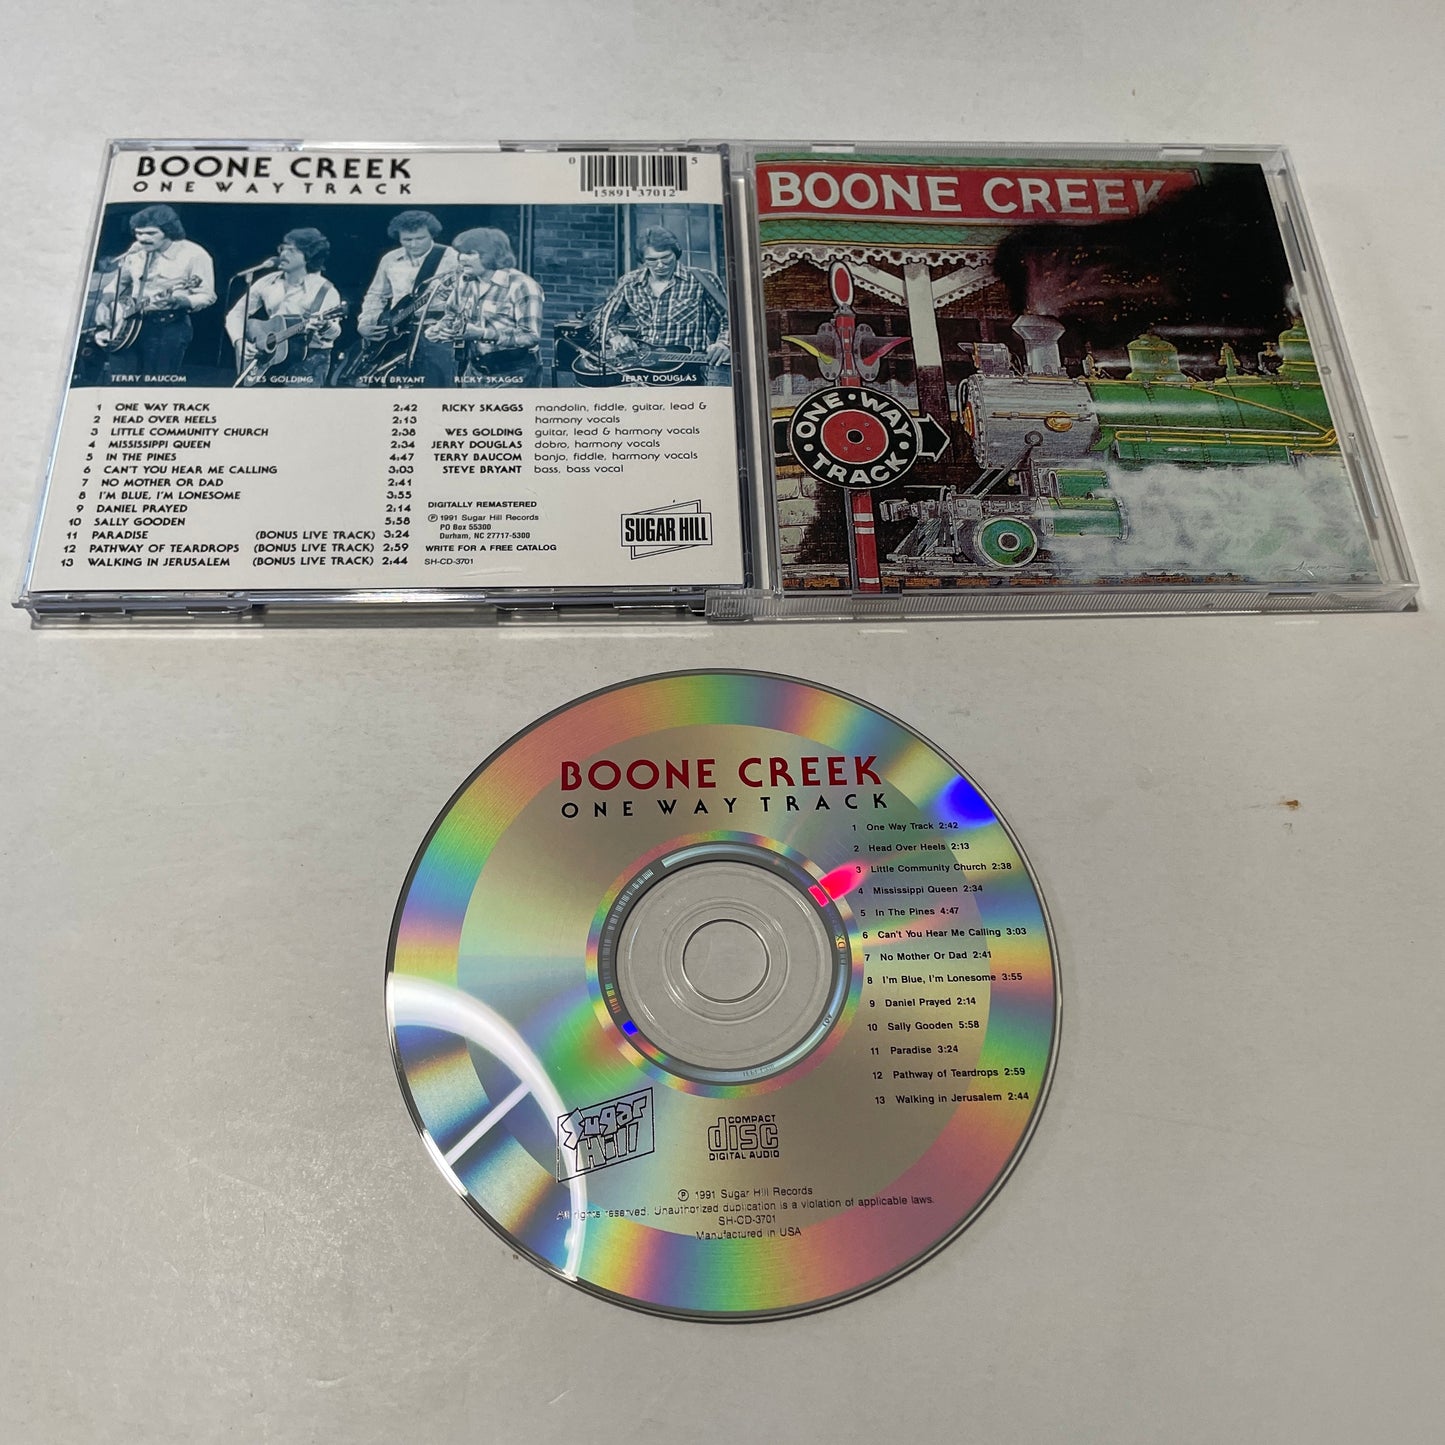 BOONE CREEK
ONE WAY TRACK
0 15891 37012 5
TERRY BAUCOM WES GOLDING STEVE BRYANT RICKY SKAGGS JERRY DOUGLAS
1 ONE WAY TRACK 2:42
2 HEAD OVER HEELS 2:13
3 LITTLE COMMUNITY CHURCH 2:38
4 MISSISSIPPI QUEEN 2:34
5 IN THE PINES 4:47
6 CAN'T YOU HEAR ME CALLING 3:03
7 NO MOTHER OR DAD 2:41
8 I'M BLUE, I'M LONESOME 3:55
9 DANIEL PRAYED 2:14
10 SALLY GOODEN 5:58
11 PARADISE (BONUS LIVE TRACK) 3:24
12 PATHWAY OF TEARDROPS (BONUS LIVE TRACK) 2:59
13 WALKING IN JERUSALEM (BONUS LIVE TRACK) 2:44
RICKY SKAGGS mandolin, fiddle, guitar, lead &
harmony vocals
WES GOLDING guitar, lead & harmony vocals
JERRY DOUGLAS dobro, harmony vocals
TERRY BAUCOM banjo, fiddle, harmony vocals
STEVE BRYANT bass, bass vocal
DIGITALLY REMASTERED
℗ 1991 Sugar Hill Records
PO Box 55300
Durham, NC 27717-5300
WRITE FOR A FREE CATALOG
SH-CD-3701
SUGAR HILL
BOONE CREEK
ONE • WAY
• TRACK •
BOONE CREEK
ONE WAY TRACK
1 One Way Track 2:42
2 Head Over Heels 2:13
3 Little Community Church 2:38
4 Mississippi Queen 2:34
5 In The Pines 4:47
6 Can't You Hear Me Calling 3:03
7 No Mother Or Dad 2:41
8 I'm Blue, I'm Lonesome 3:55
9 Daniel Prayed 2:14
10 Sally Gooden 5:58
11 Paradise 3:24
12 Pathway of Teardrops 2:59
13 Walking in Jerusalem 2:44
Sugar
Hill
COMPACT
disc
DIGITAL AUDIO
℗ 1991 Sugar Hill Records
All rights reserved. Unauthorized duplication is a violation of applicable laws.
SH-CD-3701
Manufactured in USA